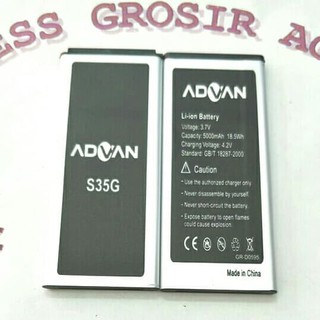 ESS GROSIR AC
ADVAN
S35G
ADVAN
Li-ion Battery
Voltage: 3.7V
Capacity: 5000mAh 18.5Wh
Charging Voltage: 4.2V
Standard: GB/T 18287-2000
CAUTION
Use the authorized charger only.
Never disassemble by yourself.
Never short-circuit the battery.
Expose battery to open flames
could cause explosion.
GR-D0599
Made in China